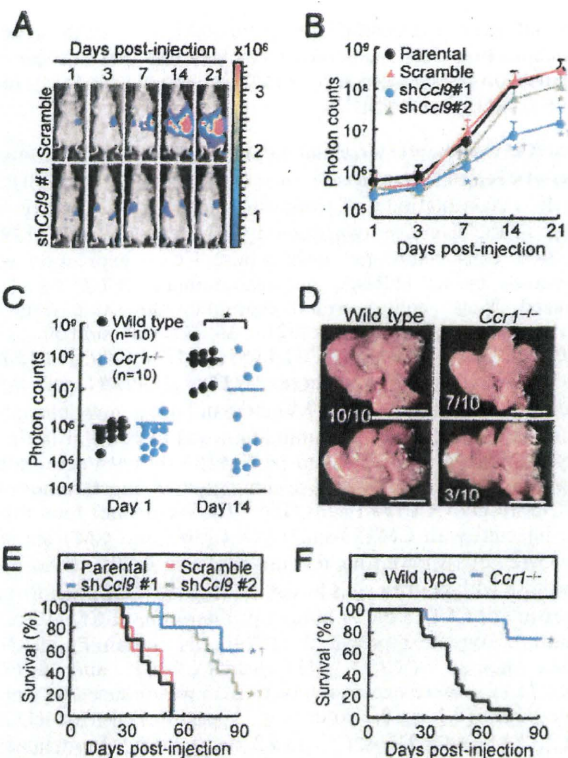 A
Days post-injection
x10⁶
1 3 7 14 21
Scramble
shCcl9 #1
3
2
1
B
Photon counts
10⁹
10⁸
10⁷
10⁶
10⁵
Parental
Scramble
shCcl9#1
shCcl9#2
1 3 7 14 21
Days post-injection
C
Photon counts
10⁹
10⁸
10⁷
10⁶
10⁵
10⁴
Wild type
(n=10)
Ccr1⁻/⁻
(n=10)
*
Day 1 Day 14
D
Wild type Ccr1⁻/⁻
10/10
7/10
3/10
E
Parental Scramble
shCcl9 #1 shCcl9 #2
Survival (%)
100
80
60
40
20
0 30 60 90
Days post-injection
F
Wild type Ccr1⁻/⁻
Survival (%)
100
80
60
40
20
0 30 60 90
Days post-injection
*